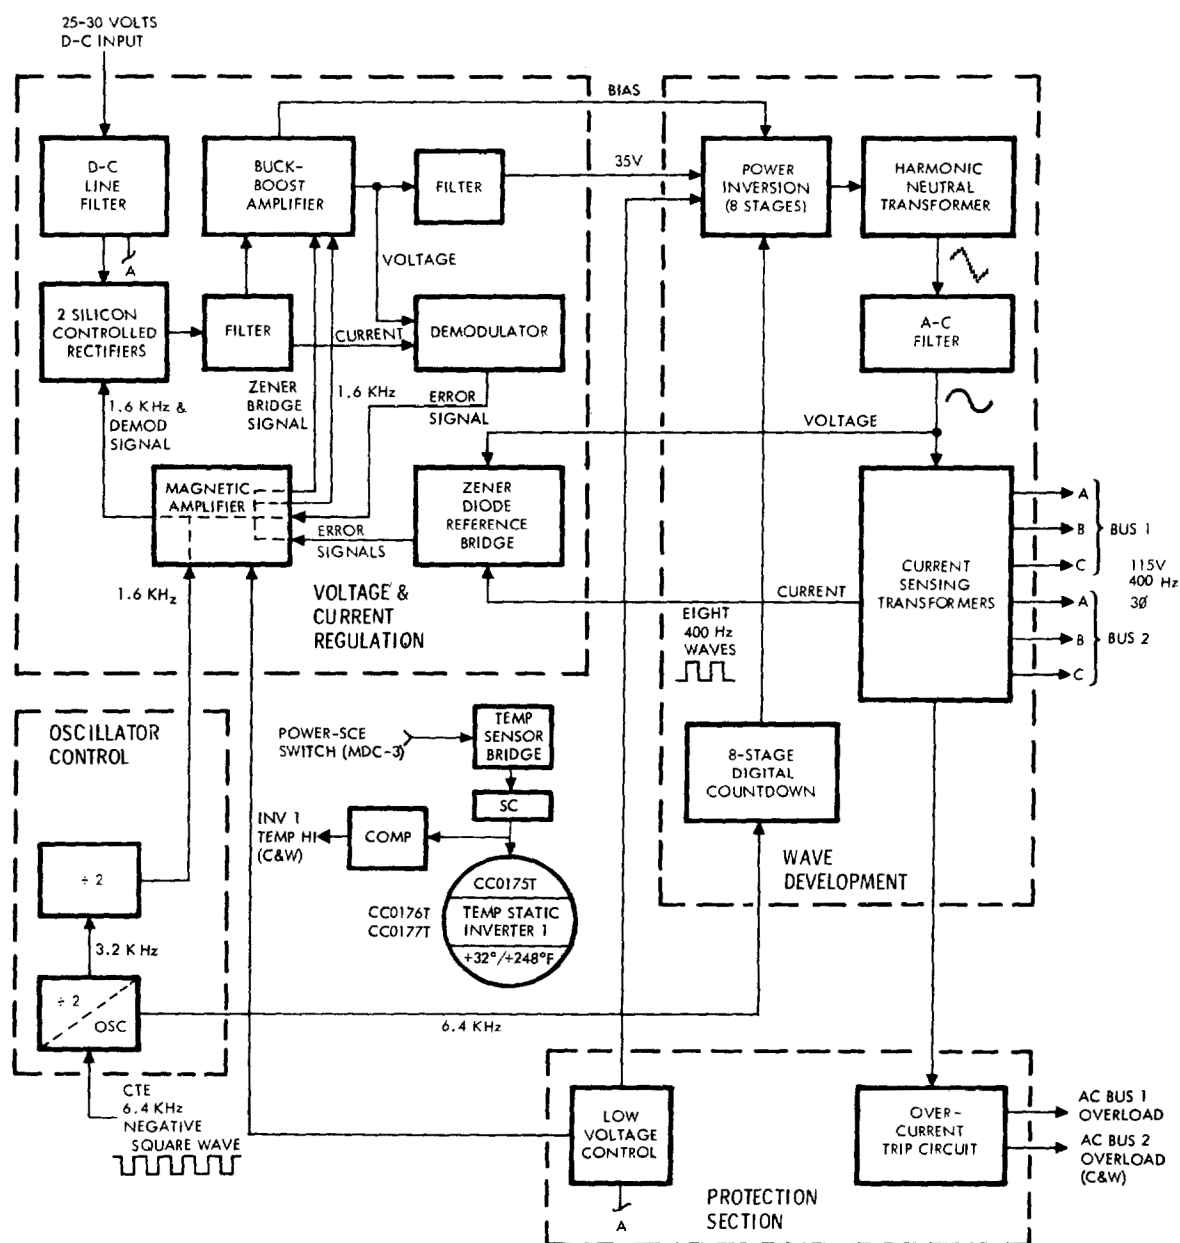 25-30 VOLTS
D-C INPUT
BIAS
D-C
LINE
FILTER
A
BUCK-
BOOST
AMPLIFIER
FILTER
35V
POWER
INVERSION
(8 STAGES)
HARMONIC
NEUTRAL
TRANSFORMER
VOLTAGE
2 SILICON
CONTROLLED
RECTIFIERS
FILTER
CURRENT
DEMODULATOR
A-C
FILTER
1.6 KHz &
DEMOD
SIGNAL
ZENER
BRIDGE
SIGNAL
1.6 KHz
ERROR
SIGNAL
VOLTAGE
MAGNETIC
AMPLIFIER
ERROR
SIGNALS
ZENER
DIODE
REFERENCE
BRIDGE
CURRENT
SENSING
TRANSFORMERS
A
B
C
BUS 1
115V
400 Hz
3Ø
A
B
C
BUS 2
1.6 KHz
VOLTAGE &
CURRENT
REGULATION
CURRENT
EIGHT
400 Hz
WAVES
OSCILLATOR
CONTROL
POWER-SCE
SWITCH (MDC-3)
TEMP
SENSOR
BRIDGE
SC
8-STAGE
DIGITAL
COUNTDOWN
INV 1
TEMP HI
(C&W)
COMP
WAVE
DEVELOPMENT
÷ 2
CC0175T
CC0176T
CC0177T
TEMP STATIC
INVERTER 1
+32°/+248°F
3.2 KHz
÷ 2
OSC
6.4 KHz
CTE
6.4 KHz
NEGATIVE
SQUARE WAVE
LOW
VOLTAGE
CONTROL
A
OVER-
CURRENT
TRIP CIRCUIT
AC BUS 1
OVERLOAD
AC BUS 2
OVERLOAD
(C&W)
PROTECTION
SECTION